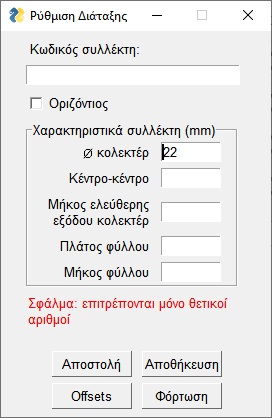 Ρύθμιση Διάταξης
Κωδικός συλλέκτη:
Οριζόντιος
Χαρακτηριστικά συλλέκτη (mm)
⌀ κολεκτέρ 22
Κέντρο-κέντρο
Μήκος ελεύθερης
εξόδου κολεκτέρ
Πλάτος φύλλου
Μήκος φύλλου
Σφάλμα: επιτρέπονται μόνο θετικοί
αριθμοί
Αποστολή Αποθήκευση
Offsets Φόρτωση